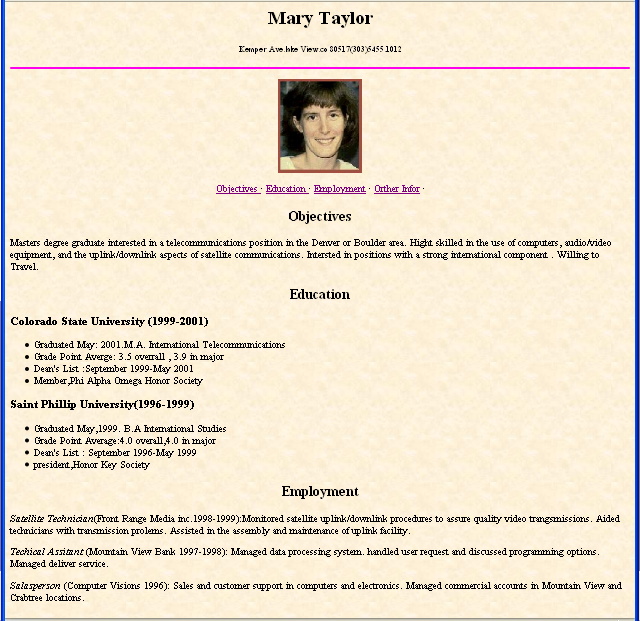 Mary Taylor
Kemper Ave.lake View.co 80517(303)5455 1012
Objectives · Education · Employment · Orther Infor ·
Objectives
Masters degree graduate interested in a telecommunications position in the Denver or Boulder area. Hight skilled in the use of computers, audio/video
equipment, and the uplink/downlink aspects of satellite communications. Intersted in positions with a strong international component . Willing to
Travel.
Education
Colorado State University (1999-2001)
• Graduated May: 2001.M.A. International Telecommunications
• Grade Point Averge: 3.5 overrall , 3.9 in major
• Dean's List :September 1999-May 2001
• Member,Phi Alpha Omega Honor Society
Saint Phillip University(1996-1999)
• Graduated May,1999. B.A International Studies
• Grade Point Average:4.0 overall,4.0 in major
• Dean's List : September 1996-May 1999
• president,Honor Key Society
Employment
Satellite Technician(Front Range Media inc.1998-1999):Monitored satellite uplink/downlink procedures to assure quality video trangsmissions. Aided
technicians with transmission prolems. Assisted in the assembly and maintenance of uplink facility.
Techical Assitant (Mountain View Bank 1997-1998): Managed data processing system. handled user request and discussed programming options.
Managed deliver service.
Salasperson (Computer Visions 1996): Sales and customer support in computers and electronics. Managed commercial accounts in Mountain View and
Crabtree locations.